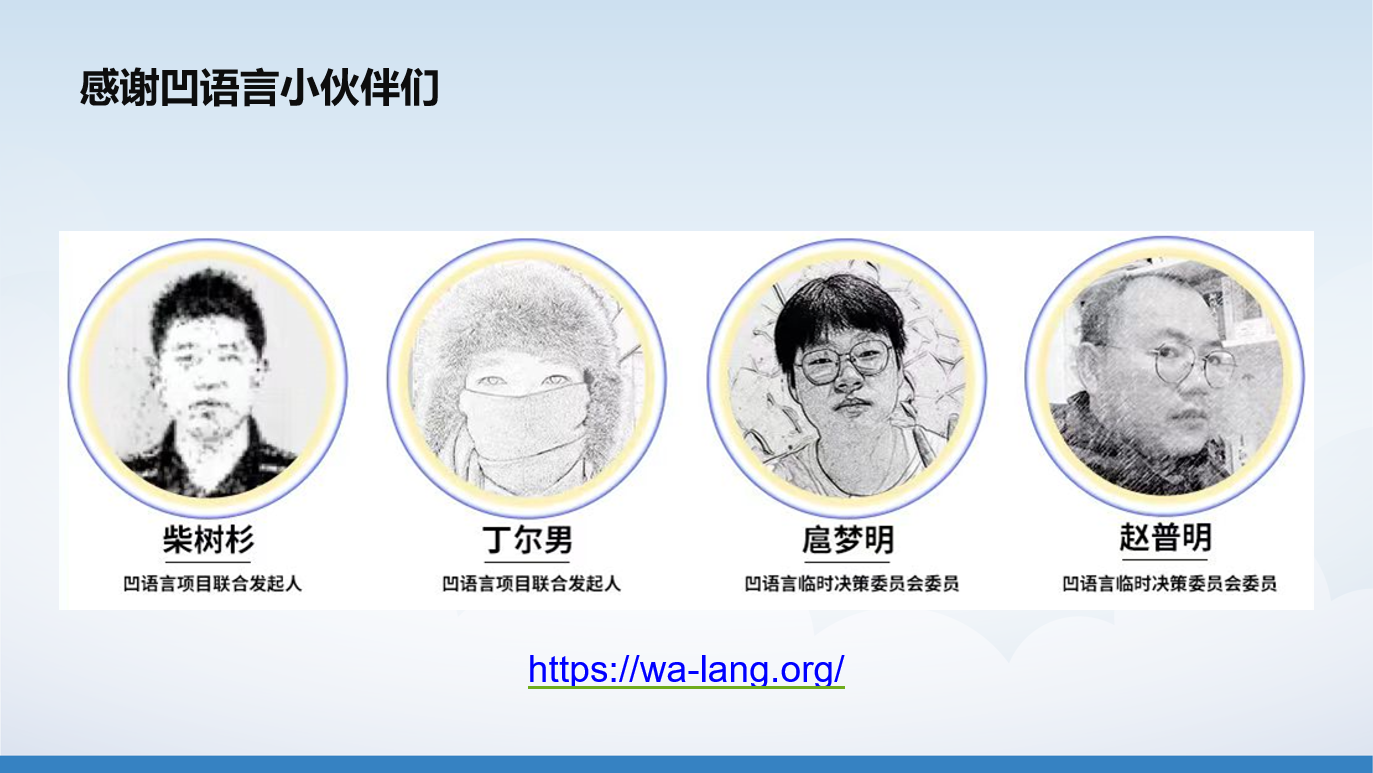 感谢凹语言小伙伴们
柴树杉
凹语言项目联合发起人
丁尔男
凹语言项目联合发起人
扈梦明
凹语言临时决策委员会委员
赵普明
凹语言临时决策委员会委员
https://wa-lang.org/